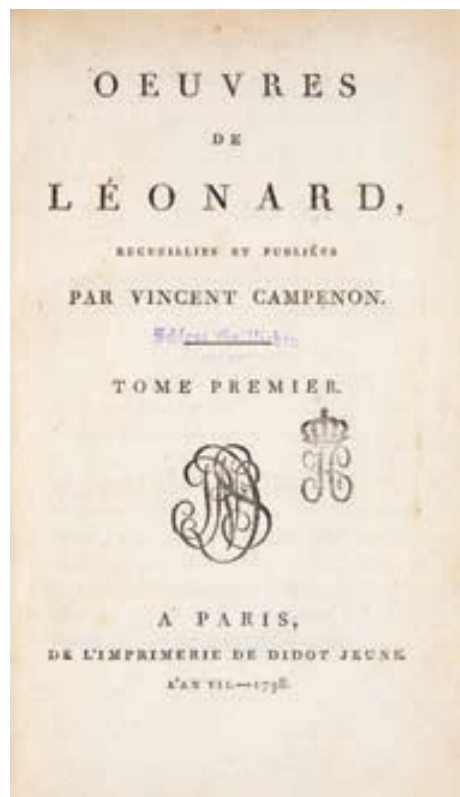 OEUVRES
DE
LÉONARD,
RECUEILLIES ET PUBLIÉES
PAR VINCENT CAMPENON.
TOME PREMIER.
A PARIS,
DE L'IMPRIMERIE DE DIDOT JEUNE.
L'AN VII.—1798.